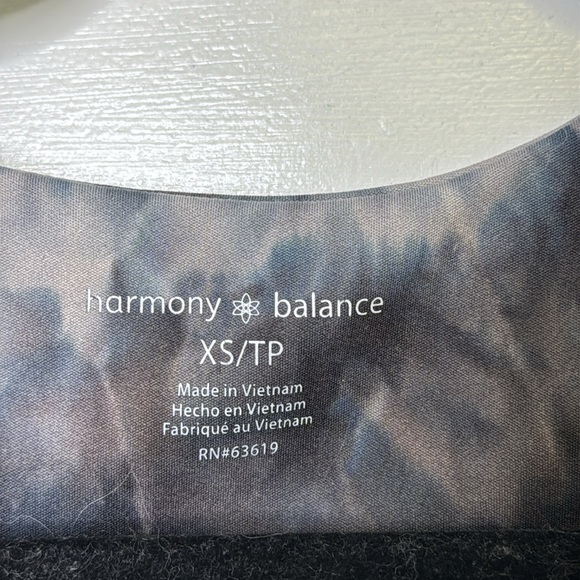 harmony balance
XS/TP
Made in Vietnam
Hecho en Vietnam
Fabriqué au Vietnam
RN#63619